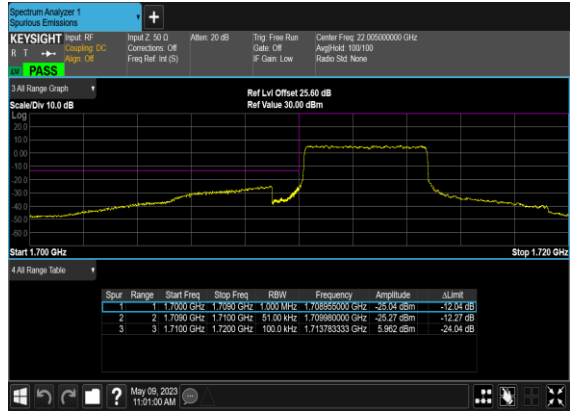 Spectrum Analyzer 1
Spurious Emissions
KEYSIGHT Input: RF Input Z: 50 Ω Atten: 20 dB Trig: Free Run Center Freq: 22.005000000 GHz
R T Coupling: DC Corrections: Off Gate: Off Avg|Hold: 100/100
Align: Off Freq Ref: Int (S) IF Gain: Low Radio Std: None
PASS
3 All Range Graph
Ref Lvl Offset 25.60 dB
Scale/Div 10.0 dB Ref Value 30.00 dBm
Log
20.0
10.0
0.00
-10.0
-20.0
-30.0
-40.0
-50.0
-60.0
Start 1.700 GHz Stop 1.720 GHz
4 All Range Table
Spur Range Start Freq Stop Freq RBW Frequency Amplitude ΔLimit
1 1 1.7000 GHz 1.7090 GHz 1.000 MHz 1.708955000 GHz -25.04 dBm -12.04 dB
2 2 1.7090 GHz 1.7100 GHz 51.00 kHz 1.709980000 GHz -25.27 dBm -12.27 dB
3 3 1.7100 GHz 1.7200 GHz 100.0 kHz 1.713783333 GHz 5.962 dBm -24.04 dB
?
May 09, 2023
11:01:00 AM